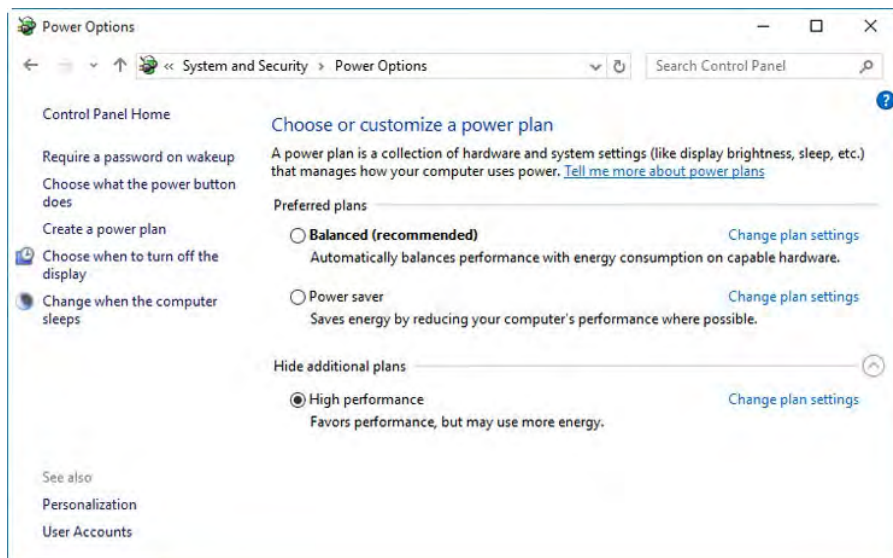 Power Options
« System and Security › Power Options
Search Control Panel
Control Panel Home
Require a password on wakeup
Choose what the power button
does
Create a power plan
Choose when to turn off the
display
Change when the computer
sleeps
See also
Personalization
User Accounts
?
Choose or customize a power plan
A power plan is a collection of hardware and system settings (like display brightness, sleep, etc.)
that manages how your computer uses power. Tell me more about power plans
Preferred plans
Balanced (recommended) Change plan settings
Automatically balances performance with energy consumption on capable hardware.
Power saver Change plan settings
Saves energy by reducing your computer's performance where possible.
Hide additional plans
High performance Change plan settings
Favors performance, but may use more energy.